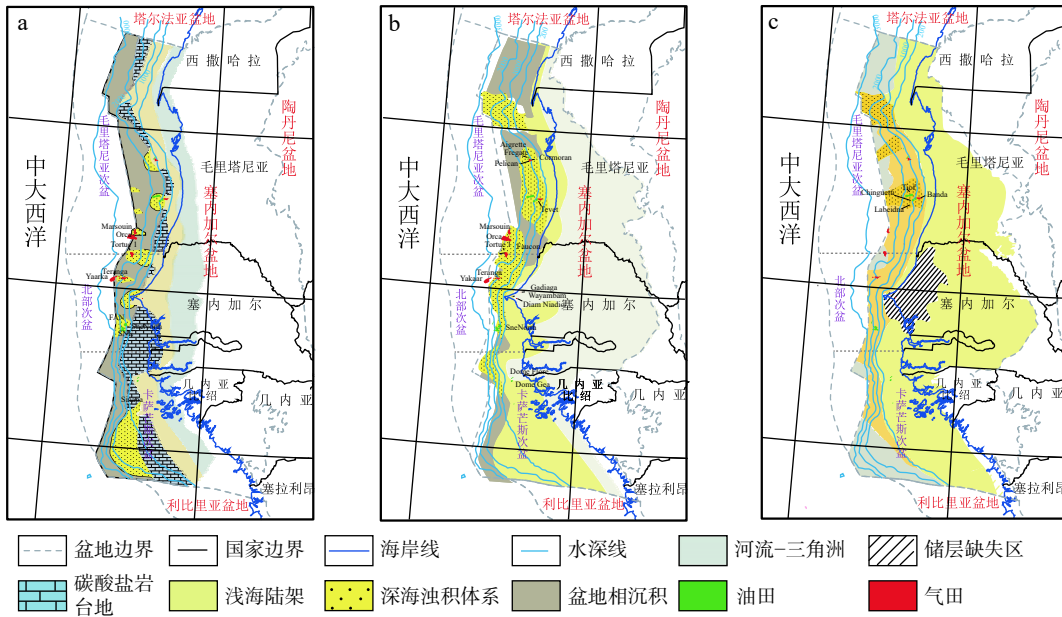 a
塔尔法亚盆地
西撒哈拉
陶丹尼盆地
毛里塔尼亚次盆
毛里塔尼亚
中大西洋
塞内加尔盆地
Marsouin
Orca
Tortue
Teranga
Yaarka
北部次盆
塞内加尔
FAN
几内亚
比绍
几内亚
卡萨芒斯次盆
塞拉利昂
利比里亚盆地
b
塔尔法亚盆地
西撒哈拉
陶丹尼盆地
毛里塔尼亚次盆
Aigrette
Fregate
Pelican
Cormoran
毛里塔尼亚
中大西洋
塞内加尔盆地
Tevet
Marsouin
Orca
Tortue
Faucon
Teranga
Yakaar
北部次盆
Gadiaga
Wayambam
Diam Niadio
塞内加尔
SneNorth
Dome Flore
Dome Gea
几内亚
比绍
几内亚
卡萨芒斯次盆
塞拉利昂
利比里亚盆地
c
塔尔法亚盆地
西撒哈拉
陶丹尼盆地
毛里塔尼亚次盆
毛里塔尼亚
中大西洋
塞内加尔盆地
Chinguetti
Tiof
Banda
Labeidna
北部次盆
塞内加尔
几内亚
比绍
几内亚
卡萨芒斯次盆
塞拉利昂
利比里亚盆地
盆地边界
国家边界
海岸线
水深线
河流-三角洲
储层缺失区
碳酸盐岩
台地
浅海陆架
深海浊积体系
盆地相沉积
油田
气田